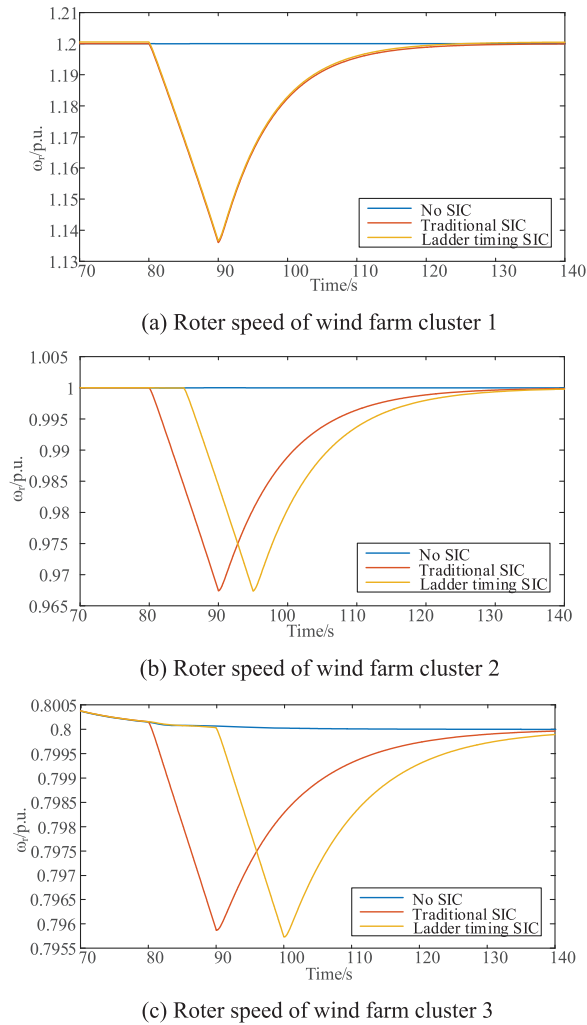 1.21
1.20
1.19
1.18
1.17
1.16
1.15
1.14
1.13
ωr/p.u.
No SIC
Traditional SIC
Ladder timing SIC
70 80 90 100 110 120 130 140
Time/s
(a) Roter speed of wind farm cluster 1
1.005
1
0.995
0.99
0.985
0.98
0.975
0.97
0.965
ωr/p.u.
No SIC
Traditional SIC
Ladder timing SIC
70 80 90 100 110 120 130 140
Time/s
(b) Roter speed of wind farm cluster 2
0.8005
0.8
0.7995
0.799
0.7985
0.798
0.7975
0.797
0.7965
0.796
0.7955
ωr/p.u.
No SIC
Traditional SIC
Ladder timing SIC
70 80 90 100 110 120 130 140
Time/s
(c) Roter speed of wind farm cluster 3